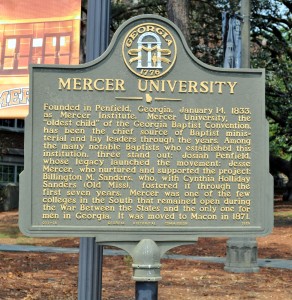 GEORGIA
1776
MERCER UNIVERSITY
Founded in Penfield, Georgia, January 14, 1833,
as Mercer Institute, Mercer University, the
"oldest child" of the Georgia Baptist Convention,
has been the chief source of Baptist minis-
terial and lay leaders through the years. Among
the many notable Baptists who established this
institution, three stand out: Josiah Penfield,
whose legacy launched the movement; Jesse
Mercer, who nurtured and supported the project;
Billington M. Sanders, who, with Cynthia Holliday
Sanders (Old Miss), fostered it through the
first seven years. Mercer was one of the few
colleges in the South that remained open during
the War Between the States and the only one for
men in Georgia. It was moved to Macon in 1871.